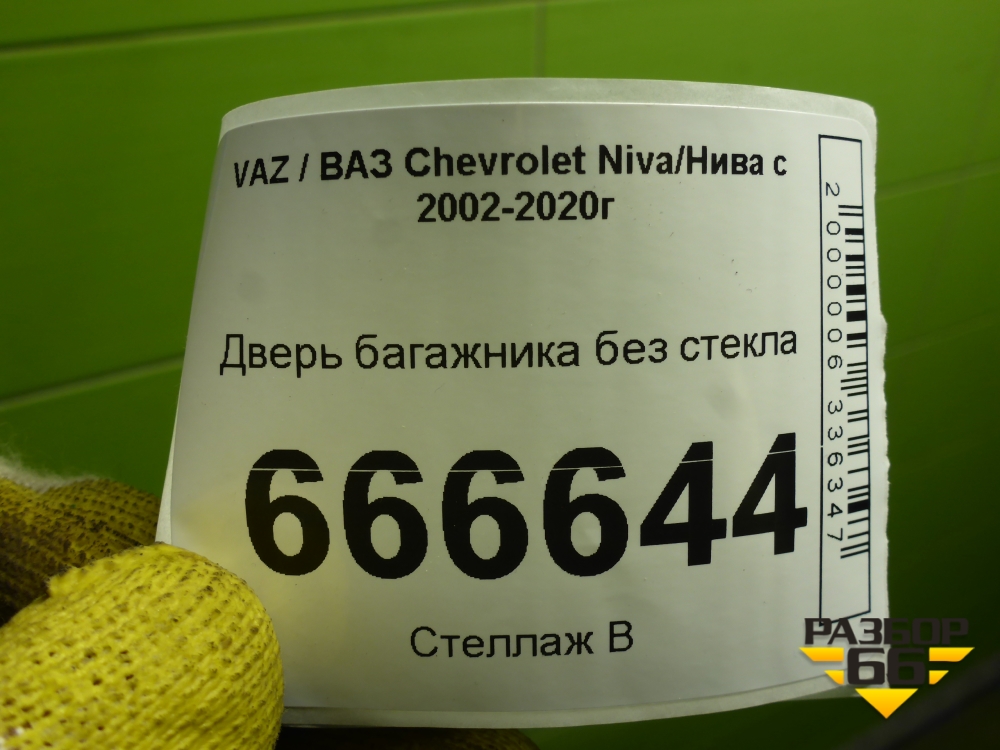 VAZ / ВАЗ Chevrolet Niva/Нива с
2002-2020г
Дверь багажника без стекла
666644
Стеллаж В
2000006336347
РАЗБОР
66